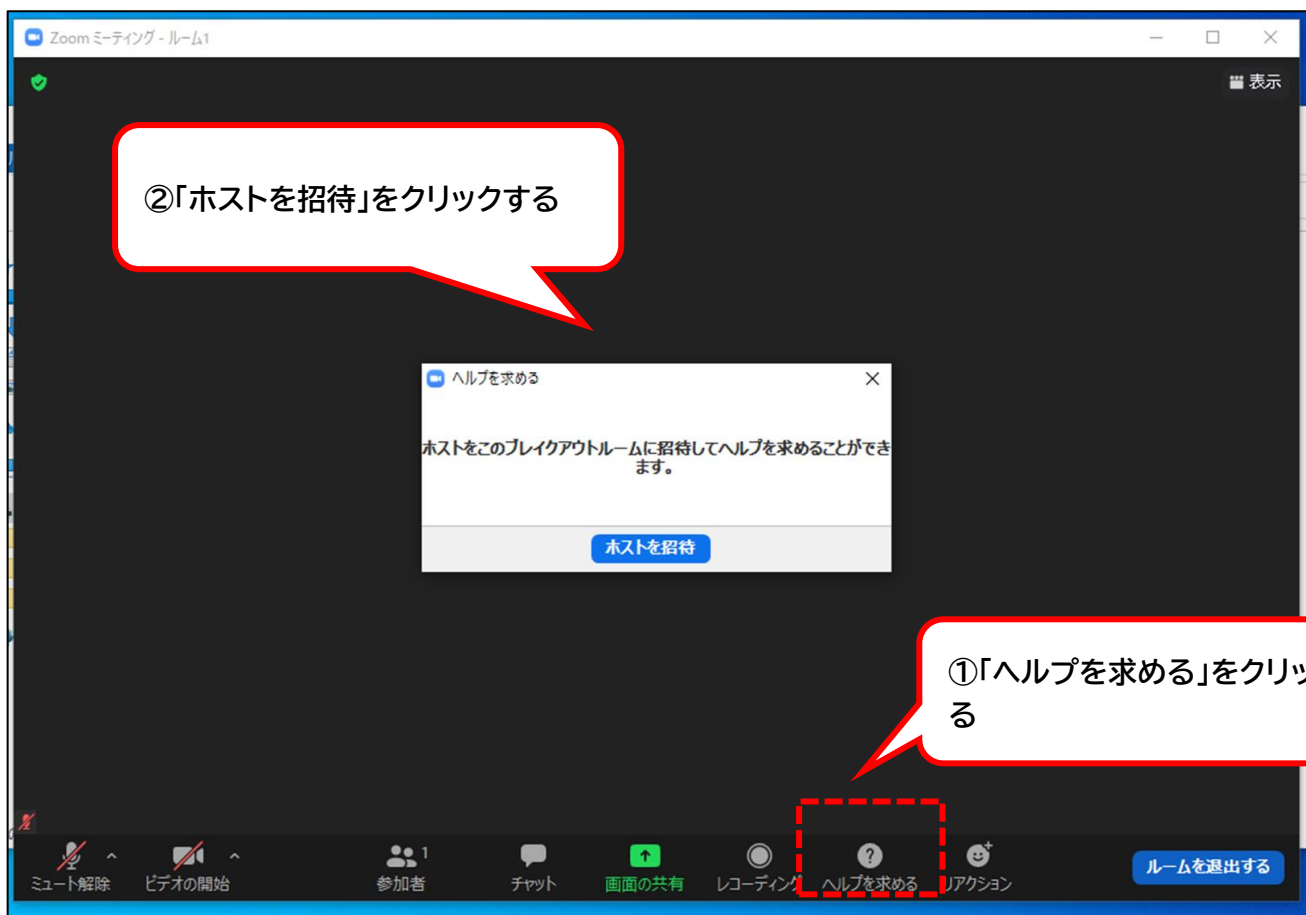 Zoom ミーティング - ルーム1
表示
②「ホストを招待」をクリックする
ヘルプを求める
ホストをこのブレイクアウトルームに招待してヘルプを求めることができ
ます。
ホストを招待
①「ヘルプを求める」をクリッ
る
ミュート解除
ビデオの開始
1
参加者
チャット
画面の共有
レコーディング
ヘルプを求める
リアクション
ルームを退出する